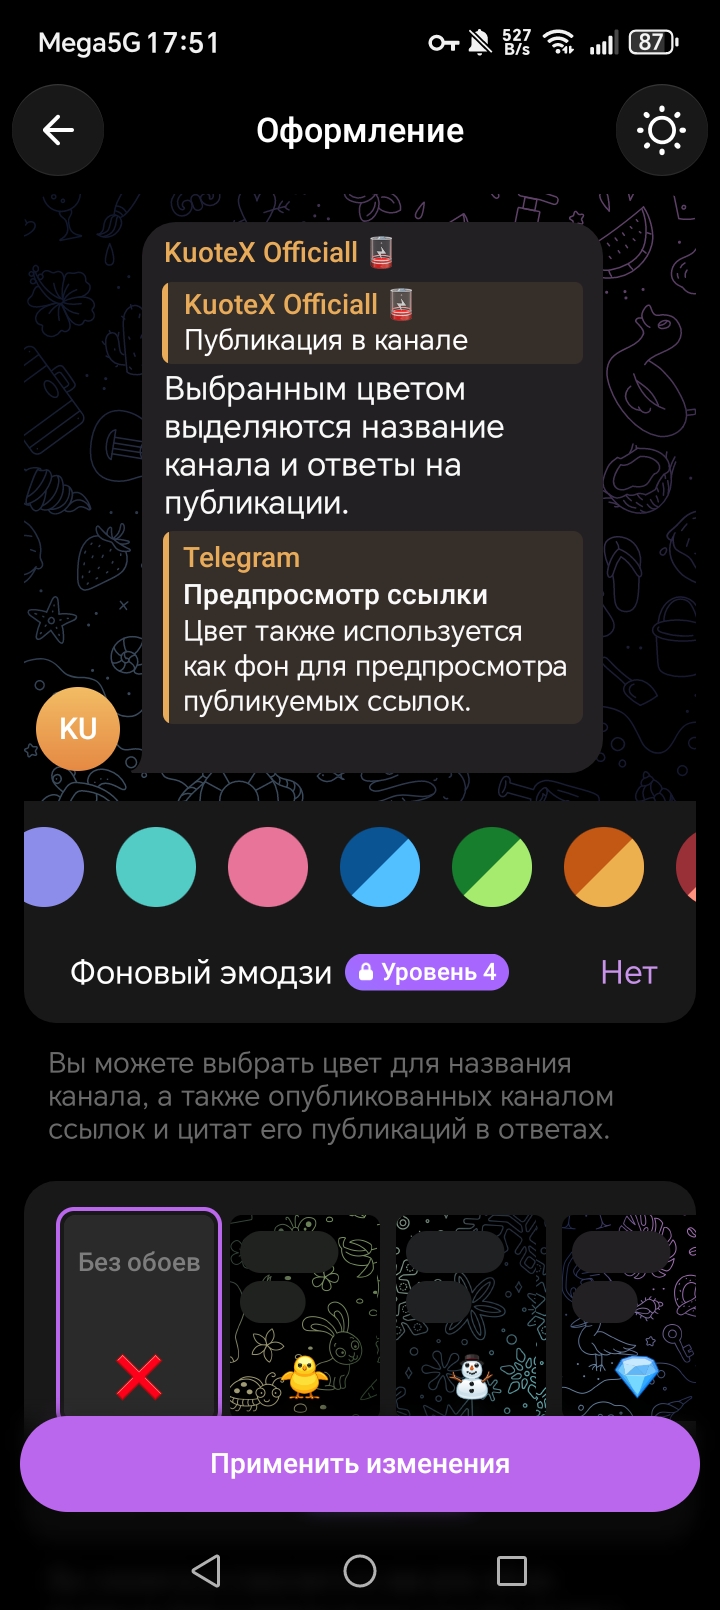 Mega5G 17:51
527 B/s
87
Оформление
KuoteX Officiall
KuoteX Officiall
Публикация в канале
Выбранным цветом
выделяются название
канала и ответы на
публикации.
Telegram
Предпросмотр ссылки
Цвет также используется
как фон для предпросмотра
публикуемых ссылок.
KU
Фоновый эмодзи Уровень 4 Нет
Вы можете выбрать цвет для названия
канала, а также опубликованных каналом
ссылок и цитат его публикаций в ответах.
Без обоев
Применить изменения